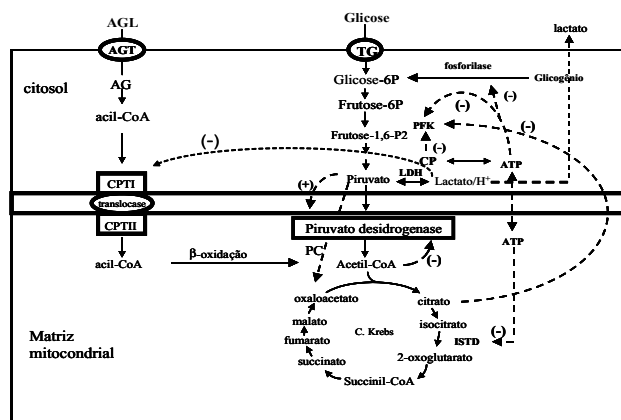 AGL
Glicose
lactato
AGT
TG
citosol
AG
Glicose-6P
fosforilase
Glicogênio
acil-CoA
Frutose-6P
(-)
(-)
(-)
Frutose-1,6-P2
PFK
(-)
(-)
CP
ATP
CPTI
(+)
Piruvato
LDH
Lactato/H+
translocase
CPTII
Piruvato desidrogenase
ATP
acil-CoA
β-oxidação
PC
Acetil-CoA
(-)
oxaloacetato
citrato
Matriz
mitocondrial
malato
C. Krebs
isocitrato
(-)
fumarato
ISTD
succinato
2-oxoglutarato
Succinil-CoA